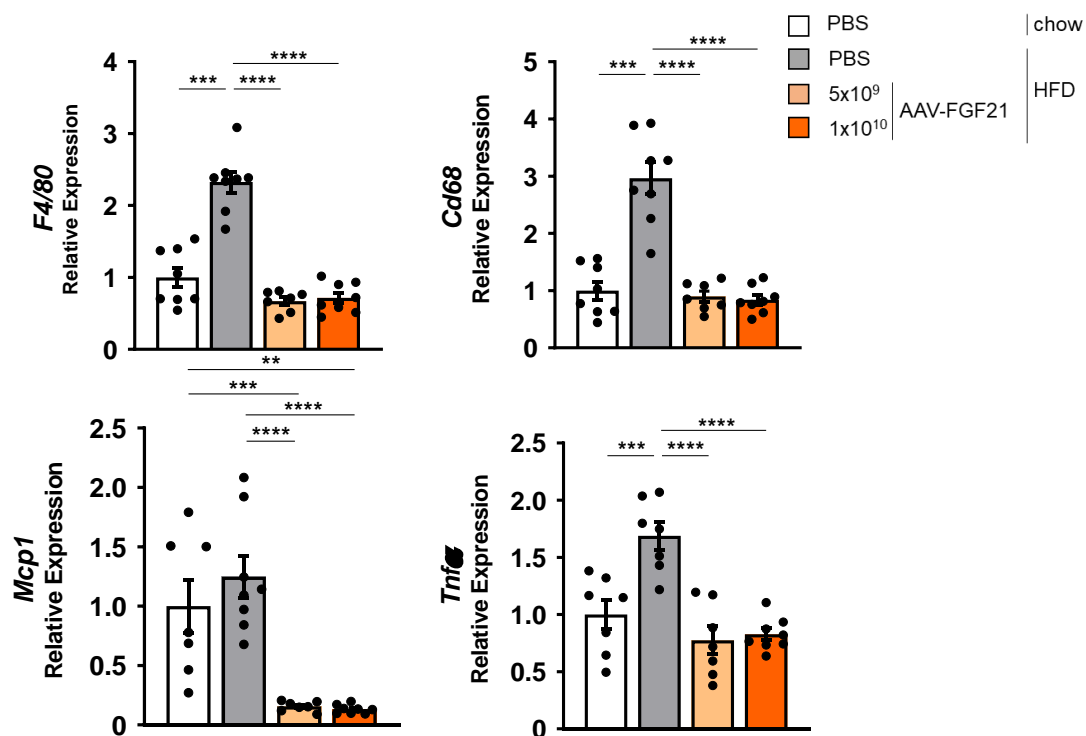 PBS chow
PBS
5x10⁹
1x10¹⁰
AAV-FGF21
HFD
F4/80
Relative Expression
4
3
2
1
0
***
****
****
Cd68
Relative Expression
5
4
3
2
1
0
***
****
****
Mcp1
Relative Expression
2.5
2.0
1.5
1.0
0.5
0
**
***
****
****
Relative Expression
2.5
2.0
1.5
1.0
0.5
0
***
****
****